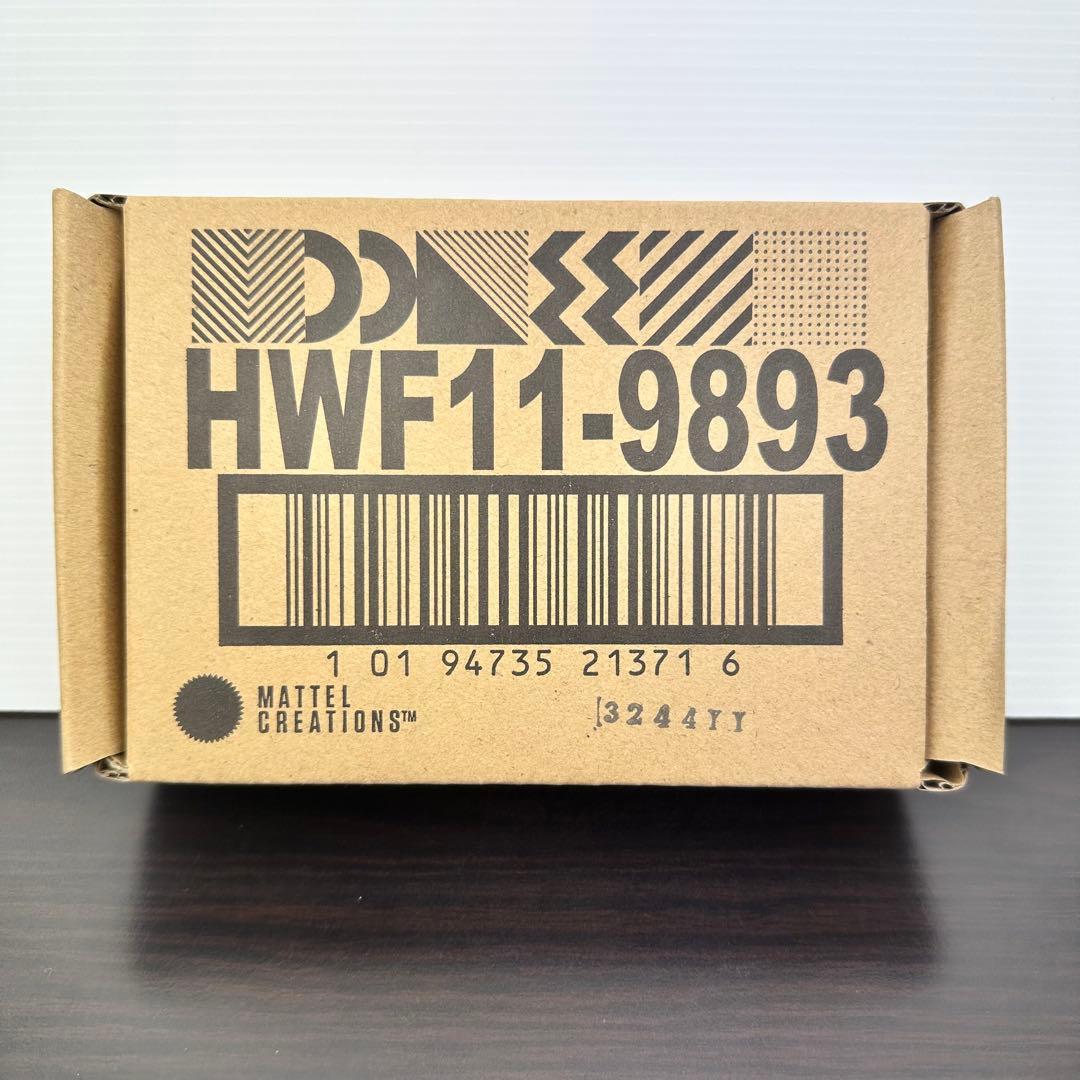 HWF11-9893
1 01 94735 21371 6
MATTEL
CREATIONS™
[3244YY